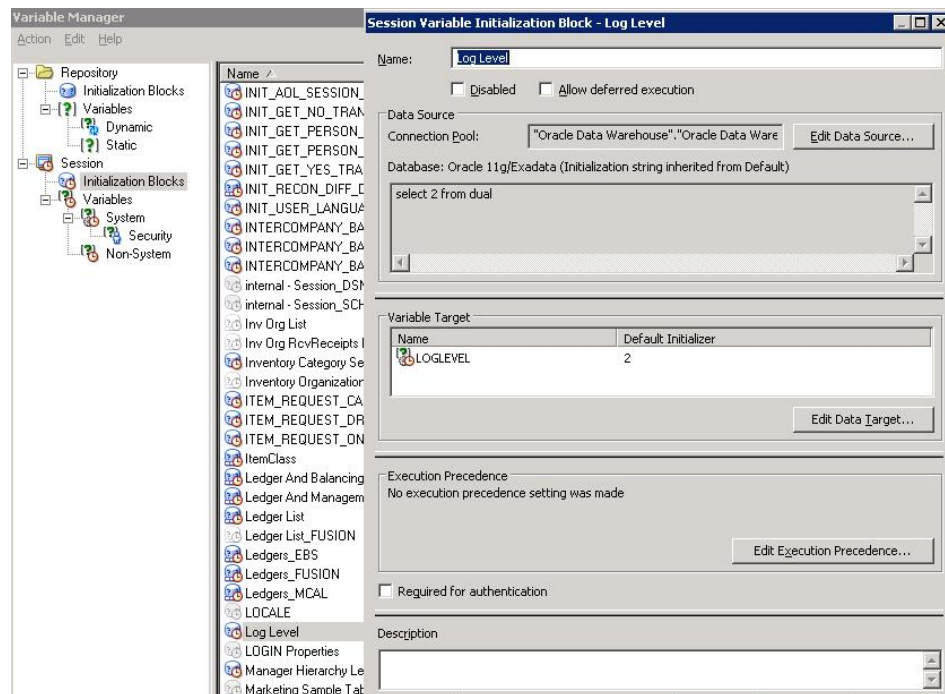 Variable Manager
Action Edit Help
Repository
Initialization Blocks
Variables
Dynamic
Static
Session
Initialization Blocks
Variables
System
Security
Non-System
Name
INIT_AOL_SESSION_
INIT_GET_NO_TRAN
INIT_GET_PERSON_
INIT_GET_PERSON_
INIT_GET_YES_TRA
INIT_RECON_DIFF_D
INIT_USER_LANGUA
INTERCOMPANY_BA
INTERCOMPANY_BA
INTERCOMPANY_BA
internal - Session_DSN
internal - Session_SCH
Inv Org List
Inv Org RcvReceipts
Inventory Category Se
Inventory Organization
ITEM_REQUEST_CA
ITEM_REQUEST_DR
ITEM_REQUEST_ON
ItemClass
Ledger And Balancing
Ledger And Managem
Ledger List
Ledger List_FUSION
Ledgers_EBS
Ledgers_FUSION
Ledgers_MCAL
LOCALE
Log Level
LOGIN Properties
Manager Hierarchy Le
Marketing Sample Tab
Session Variable Initialization Block - Log Level
Name: Log Level
Disabled Allow deferred execution
Data Source
Connection Pool: "Oracle Data Warehouse"."Oracle Data Ware Edit Data Source...
Database: Oracle 11g/Exadata (Initialization string inherited from Default)
select 2 from dual
Variable Target
Name Default Initializer
LOGLEVEL 2
Edit Data Target...
Execution Precedence
No execution precedence setting was made
Edit Execution Precedence...
Required for authentication
Description